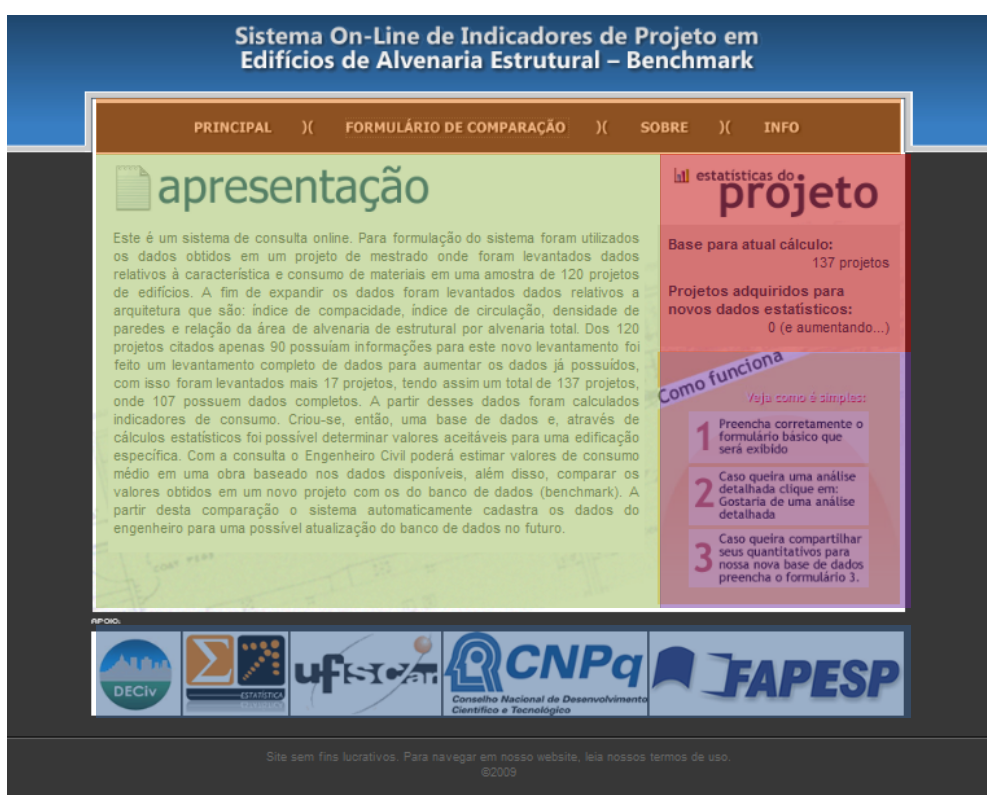 Sistema On-Line de Indicadores de Projeto em
Edifícios de Alvenaria Estrutural – Benchmark
PRINCIPAL )( FORMULÁRIO DE COMPARAÇÃO )( SOBRE )( INFO
apresentação
Este é um sistema de consulta online. Para formulação do sistema foram utilizados
os dados obtidos em um projeto de mestrado onde foram levantados dados
relativos à característica e consumo de materiais em uma amostra de 120 projetos
de edifícios. A fim de expandir os dados foram levantados dados relativos a
arquitetura que são: índice de compacidade, índice de circulação, densidade de
paredes e relação da área de alvenaria de estrutural por alvenaria total. Dos 120
projetos citados apenas 90 possuíam informações para este novo levantamento foi
feito um levantamento completo de dados para aumentar os dados já possuídos,
com isso foram levantados mais 17 projetos, tendo assim um total de 137 projetos,
onde 107 possuem dados completos. A partir desses dados foram calculados
indicadores de consumo. Criou-se, então, uma base de dados e, através de
cálculos estatísticos foi possível determinar valores aceitáveis para uma edificação
específica. Com a consulta o Engenheiro Civil poderá estimar valores de consumo
médio em uma obra baseado nos dados disponíveis, além disso, comparar os
valores obtidos em um novo projeto com os do banco de dados (benchmark). A
partir desta comparação o sistema automaticamente cadastra os dados do
engenheiro para uma possível atualização do banco de dados no futuro.
estatísticas do
projeto
Base para atual cálculo:
137 projetos
Projetos adquiridos para
novos dados estatísticos:
0 (e aumentando...)
Como funciona
Veja como é simples:
1 Preencha corretamente o
formulário básico que
será exibido
2 Caso queira uma análise
detalhada clique em:
Gostaria de uma análise
detalhada
3 Caso queira compartilhar
seus quantitativos para
nossa nova base de dados
preencha o formulário 3.
APOIO:
DECiv
ESTATÍSTICA
ufscar
CNPq
Conselho Nacional de Desenvolvimento
Científico e Tecnológico
FAPESP
Site sem fins lucrativos. Para navegar em nosso website, leia nossos termos de uso.
©2009